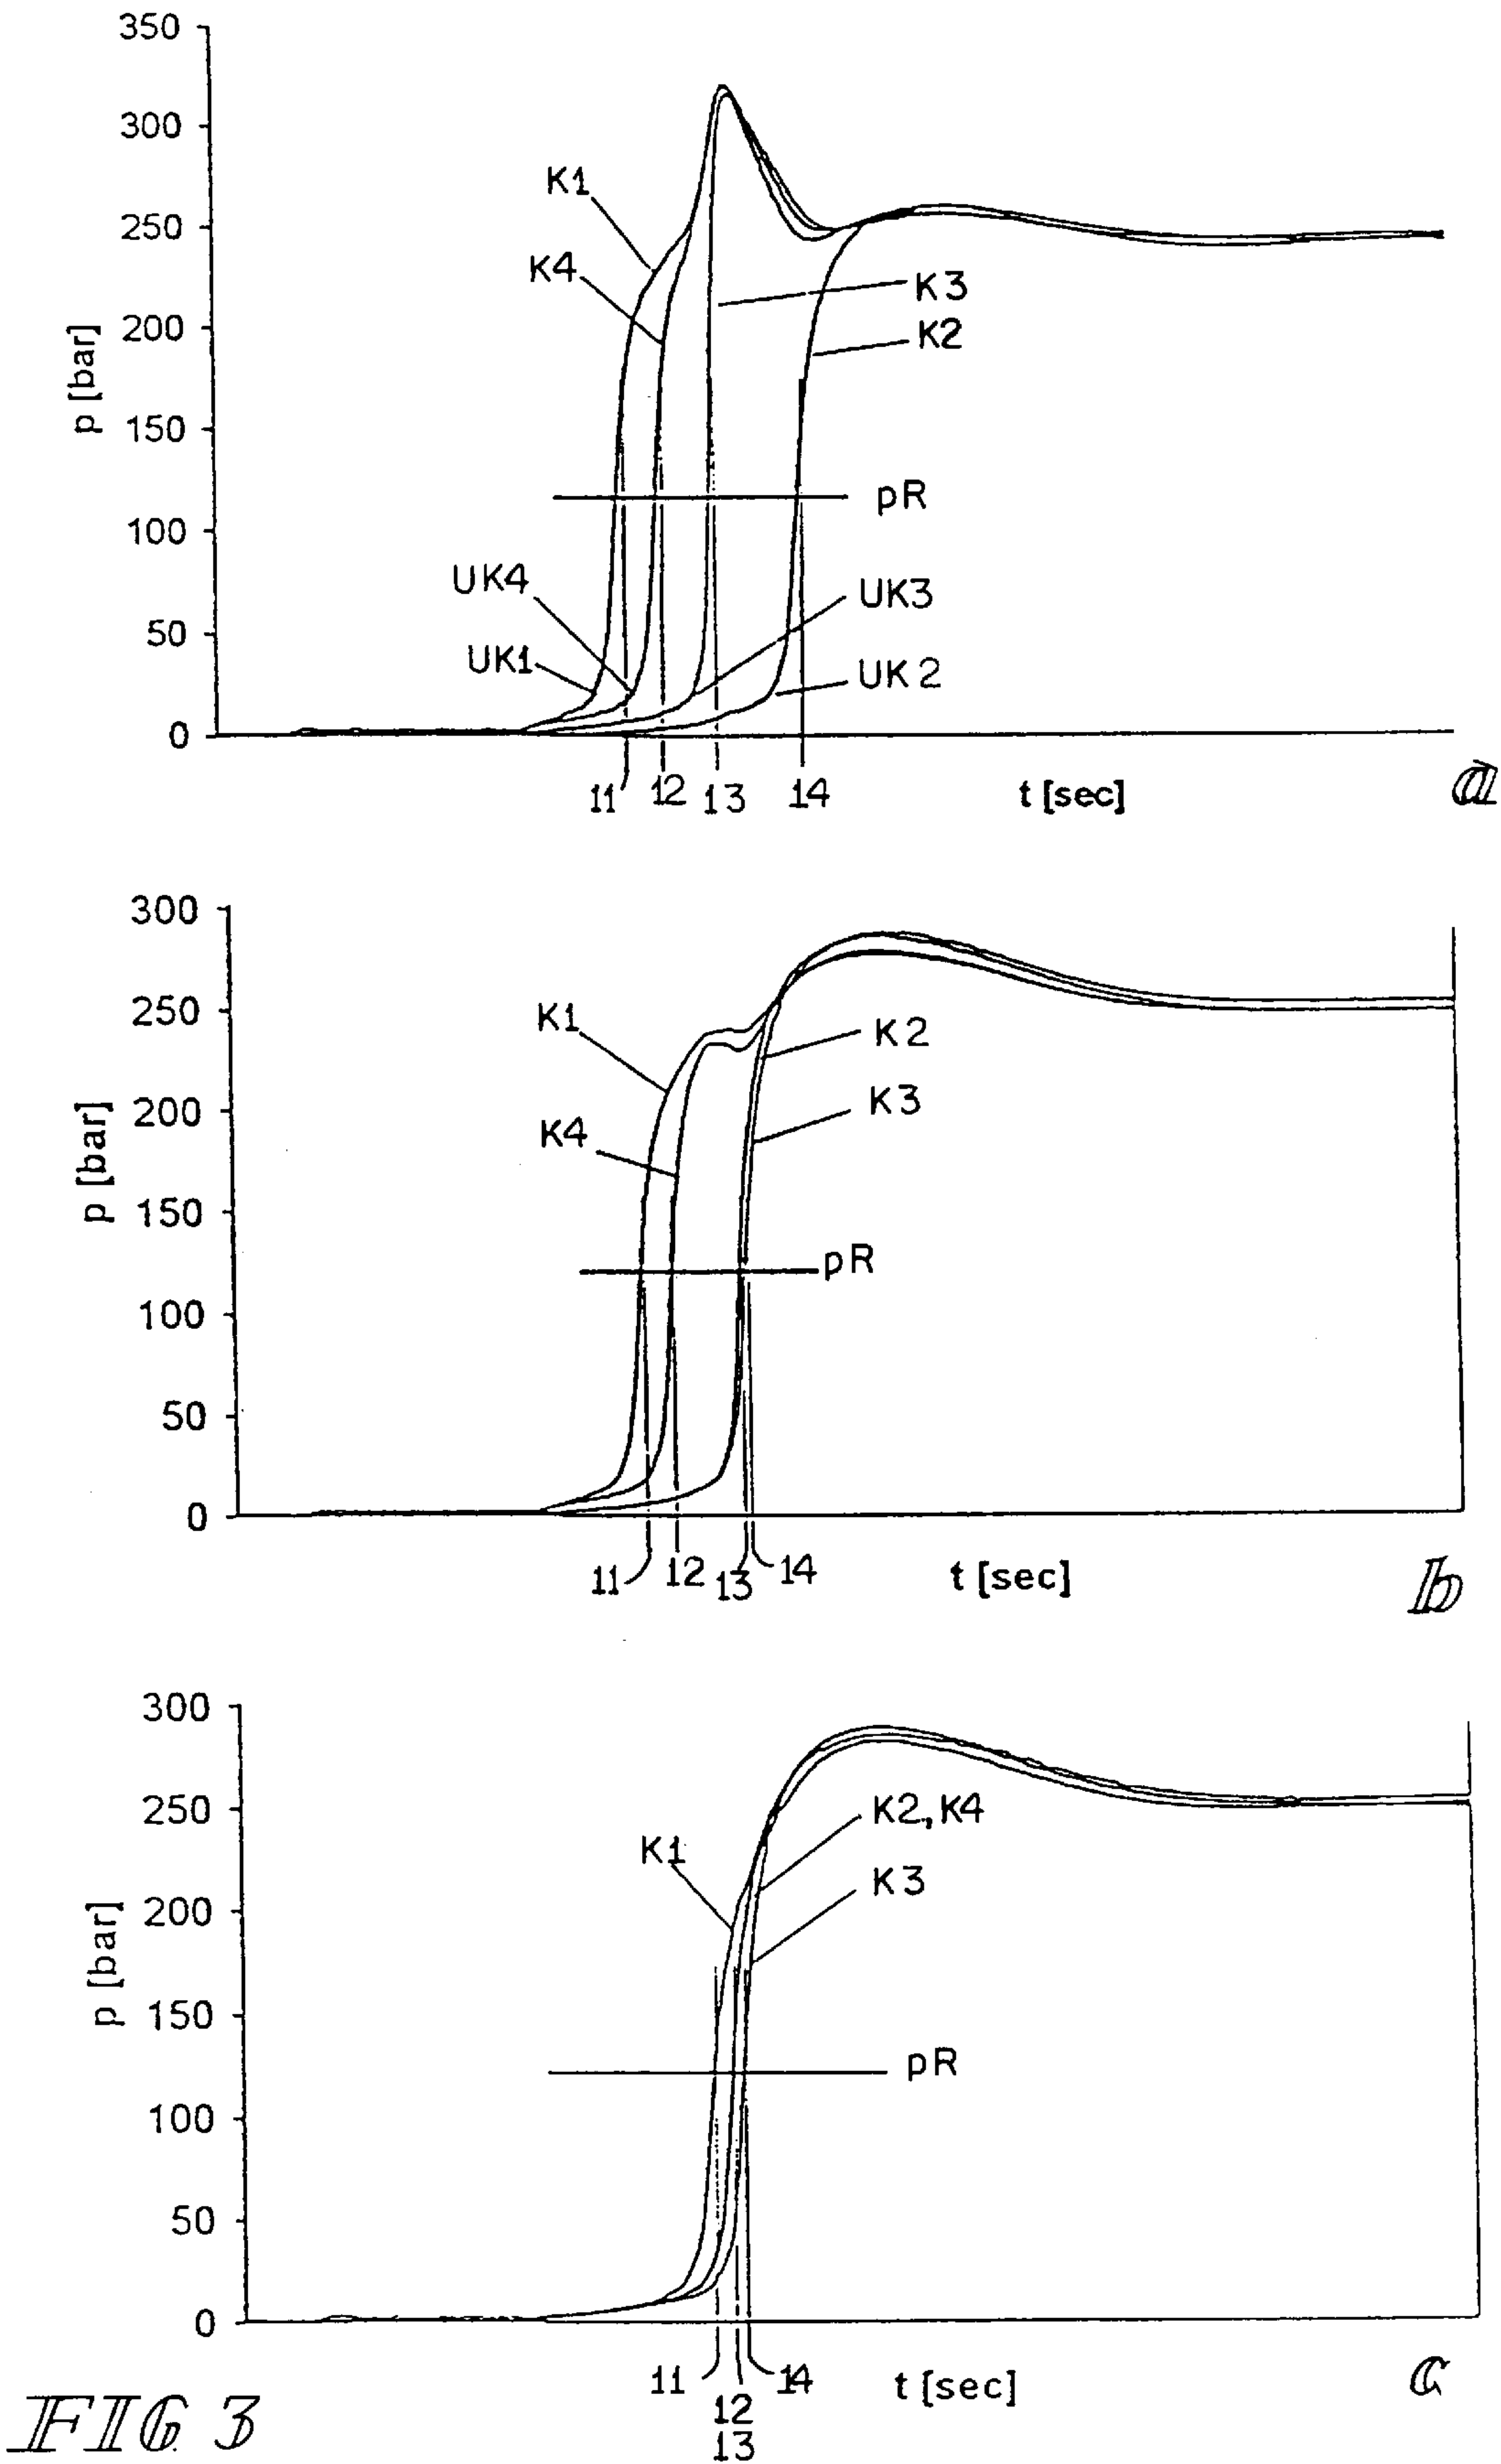 350
300
250
200
150
100
50
0
p [bar]
K1
K4
K3
K2
pR
UK4
UK1
UK3
UK2
11
12
13
14
t [sec]
a
300
250
200
150
100
50
0
p [bar]
K1
K4
K2
K3
pR
11
12
13
14
t [sec]
b
300
250
200
150
100
50
0
p [bar]
K1
K2,K4
K3
pR
11
12
13
14
t [sec]
c
FIG. 3